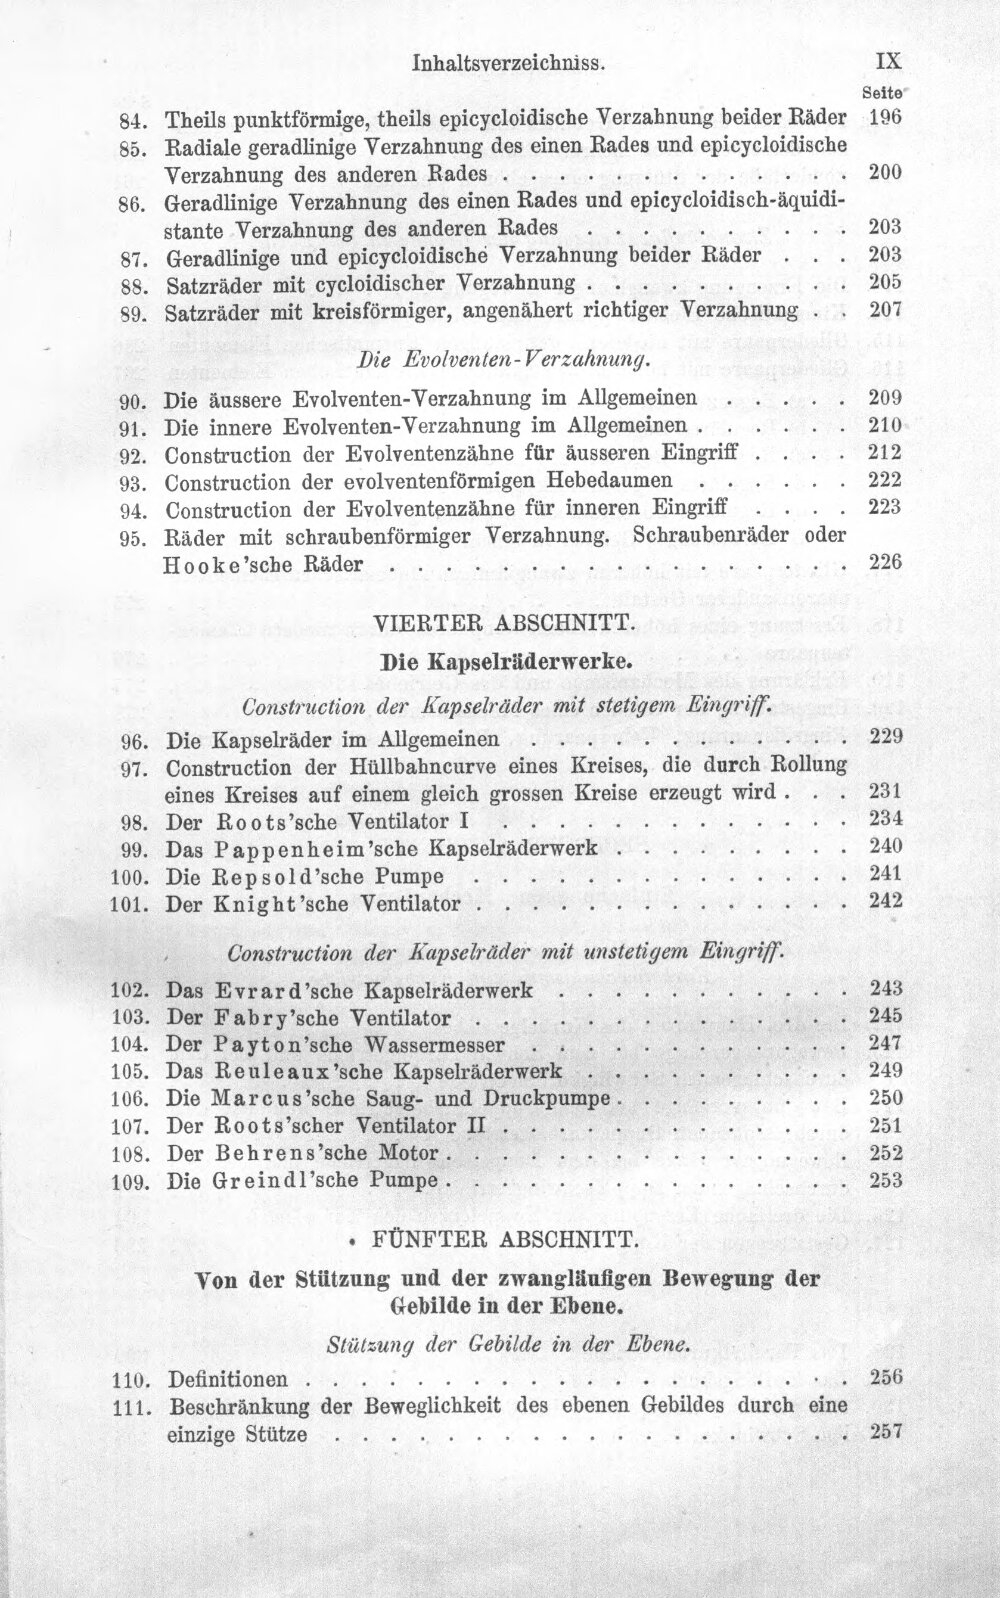 Inhaltsverzeichniss. IX
Seite
84. Theils punktförmige, theils epicycloidische Verzahnung beider Räder 196
85. Radiale geradlinige Verzahnung des einen Rades und epicycloidische
Verzahnung des anderen Rades . . . . . . . . . . . . . 200
86. Geradlinige Verzahnung des einen Rades und epicycloidisch-äquidi-
stante Verzahnung des anderen Rades . . . . . . . . . . 203
87. Geradlinige und epicycloidische Verzahnung beider Räder . . . 203
88. Satzräder mit cycloidischer Verzahnung . . . . . . . . . . 205
89. Satzräder mit kreisförmiger, angenähert richtiger Verzahnung . . 207
Die Evolventen-Verzahnung.
90. Die äussere Evolventen-Verzahnung im Allgemeinen . . . . . 209
91. Die innere Evolventen-Verzahnung im Allgemeinen . . . . . . 210
92. Construction der Evolventenzähne für äusseren Eingriff . . . . 212
93. Construction der evolventenförmigen Hebedaumen . . . . . . 222
94. Construction der Evolventenzähne für inneren Eingriff . . . . 223
95. Räder mit schraubenförmiger Verzahnung. Schraubenräder oder
Hooke'sche Räder . . . . . . . . . . . . . . . . . 226
VIERTER ABSCHNITT.
Die Kapselräderwerke.
Construction der Kapselräder mit stetigem Eingriff.
96. Die Kapselräder im Allgemeinen . . . . . . . . . . . . 229
97. Construction der Hüllbahncurve eines Kreises, die durch Rollung
eines Kreises auf einem gleich grossen Kreise erzeugt wird . . . 231
98. Der Roots'sche Ventilator I . . . . . . . . . . . . . 234
99. Das Pappenheim'sche Kapselräderwerk . . . . . . . . . 240
100. Die Repsold'sche Pumpe . . . . . . . . . . . . . . 241
101. Der Knight'sche Ventilator . . . . . . . . . . . . . . 242
Construction der Kapselräder mit unstetigem Eingriff.
102. Das Evrard'sche Kapselräderwerk . . . . . . . . . . . 243
103. Der Fabry'sche Ventilator . . . . . . . . . . . . . . 245
104. Der Payton'sche Wassermesser . . . . . . . . . . . . 247
105. Das Reuleaux'sche Kapselräderwerk . . . . . . . . . . 249
106. Die Marcus'sche Saug- und Druckpumpe . . . . . . . . . 250
107. Der Roots'scher Ventilator II . . . . . . . . . . . . . 251
108. Der Behrens'sche Motor . . . . . . . . . . . . . . . 252
109. Die Greindl'sche Pumpe . . . . . . . . . . . . . . . 253
FÜNFTER ABSCHNITT.
Von der Stützung und der zwangläufigen Bewegung der
Gebilde in der Ebene.
Stützung der Gebilde in der Ebene.
110. Definitionen . . . . . . . . . . . . . . . . . . . . 256
111. Beschränkung der Beweglichkeit des ebenen Gebildes durch eine
einzige Stütze . . . . . . . . . . . . . . . . . . . 257